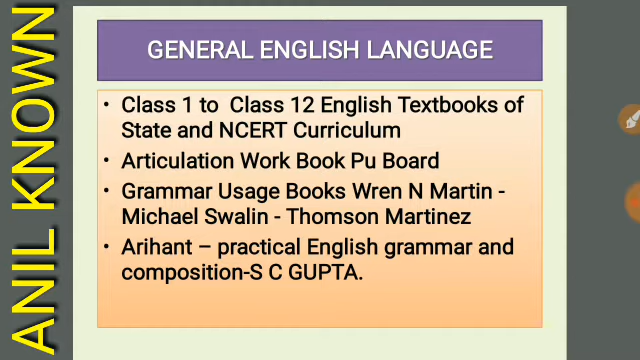 ANIL KNOWN
GENERAL ENGLISH LANGUAGE
• Class 1 to Class 12 English Textbooks of
State and NCERT Curriculum
• Articulation Work Book Pu Board
• Grammar Usage Books Wren N Martin -
Michael Swalin - Thomson Martinez
• Arihant – practical English grammar and
composition-S C GUPTA.